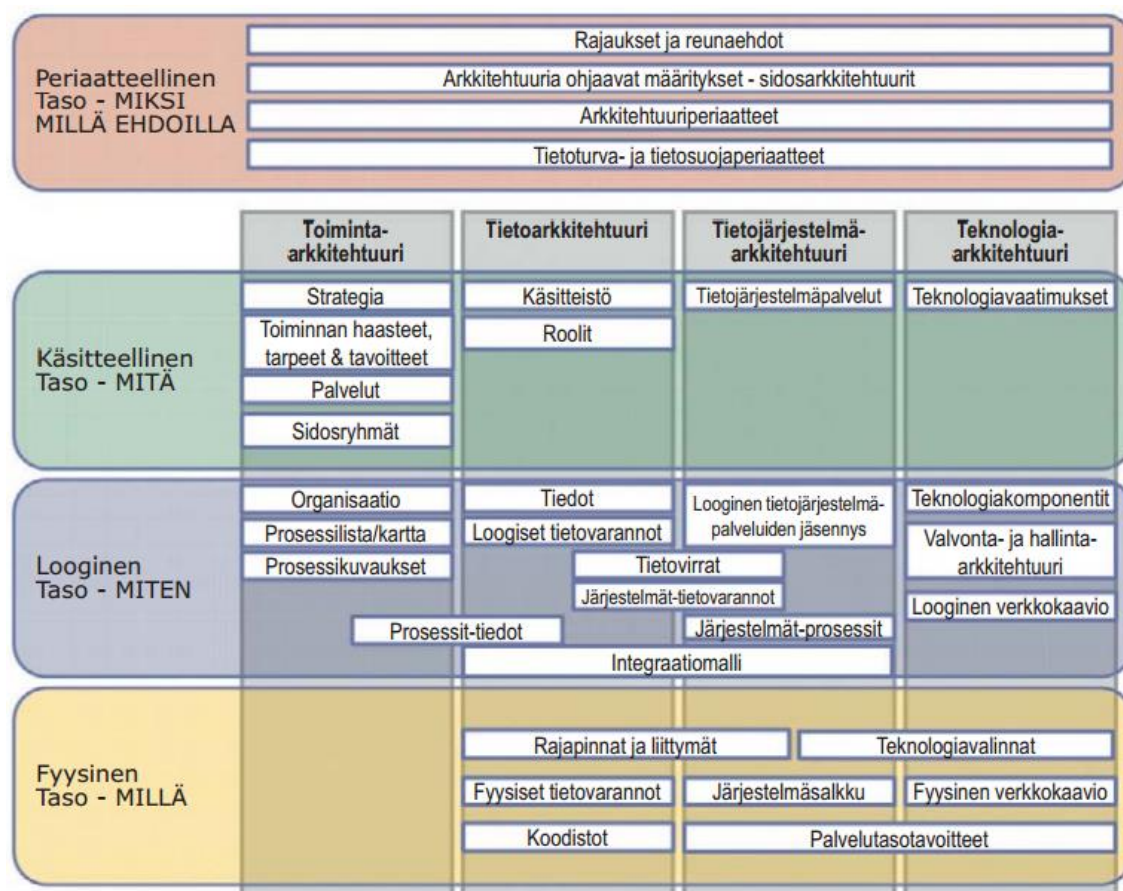 Periaatteellinen
Taso - MIKSI
MILLÄ EHDOILLA
Rajaukset ja reunaehdot
Arkkitehtuuria ohjaavat määritykset - sidosarkkitehtuurit
Arkkitehtuuriperiaatteet
Tietoturva- ja tietosuojaperiaatteet
Toiminta-
arkkitehtuuri
Tietoarkkitehtuuri
Tietojärjestelmä-
arkkitehtuuri
Teknologia-
arkkitehtuuri
Käsitteellinen
Taso - MITÄ
Strategia
Toiminnan haasteet,
tarpeet & tavoitteet
Palvelut
Sidosryhmät
Käsitteistö
Roolit
Tietojärjestelmäpalvelut
Teknologiavaatimukset
Looginen
Taso - MITEN
Organisaatio
Prosessilista/kartta
Prosessikuvaukset
Tiedot
Loogiset tietovarannot
Looginen tietojärjestelmä-
palveluiden jäsennys
Tietovirrat
Järjestelmät-tietovarannot
Prosessit-tiedot
Järjestelmät-prosessit
Integraatiomalli
Teknologiakomponentit
Valvonta- ja hallinta-
arkkitehtuuri
Looginen verkkokaavio
Fyysinen
Taso - MILLÄ
Rajapinnat ja liittymät
Teknologiavalinnat
Fyysiset tietovarannot
Järjestelmäsalkku
Fyysinen verkkokaavio
Koodistot
Palvelutasotavoitteet